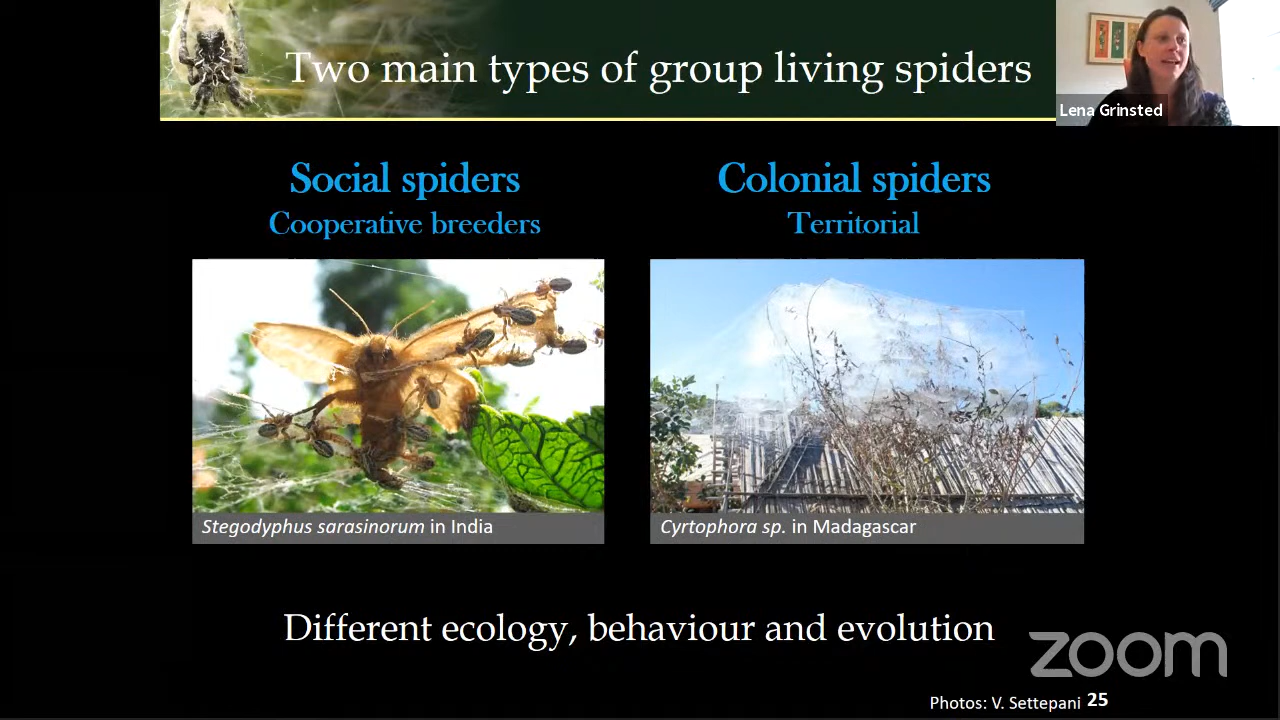 Two main types of group living spiders
Lena Grinsted
Social spiders
Cooperative breeders
Colonial spiders
Territorial
Stegodyphus sarasinorum in India
Cyrtophora sp. in Madagascar
Different ecology, behaviour and evolution
zoom
Photos: V. Settepani 25